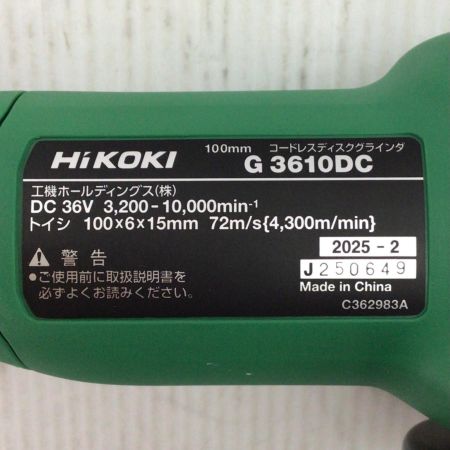 100mm コードレスディスクグラインダ
HiKOKI G 3610DC
工機ホールディングス(株)
DC 36V 3,200-10,000min⁻¹
トイシ 100×6×15mm 72m/s{4,300m/min}
⚠ 警告
●ご使用前に取扱説明書を
必ずよくお読みください。
2025 - 2
J250649
Made in China
C362983A